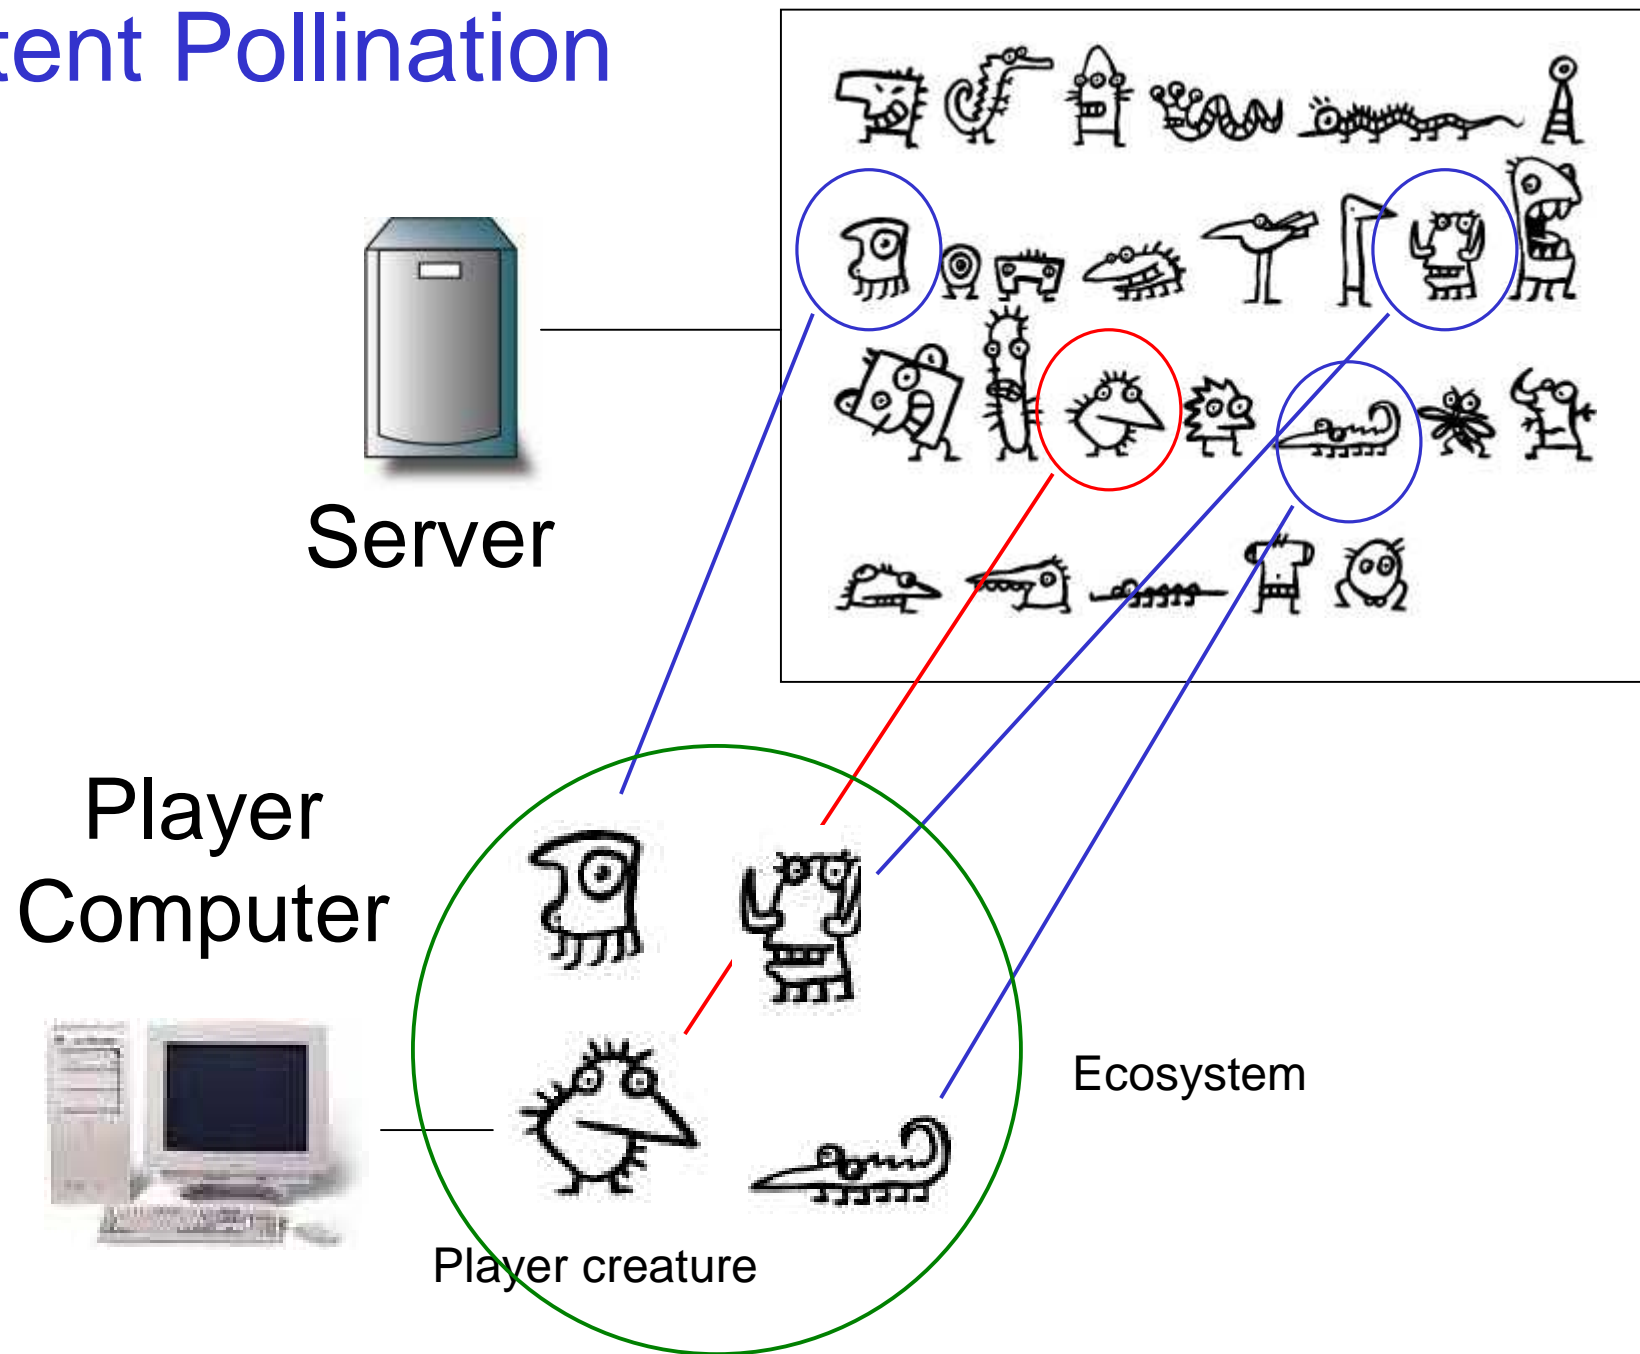 tent Pollination
Server
Player
Computer
Ecosystem
Player creature